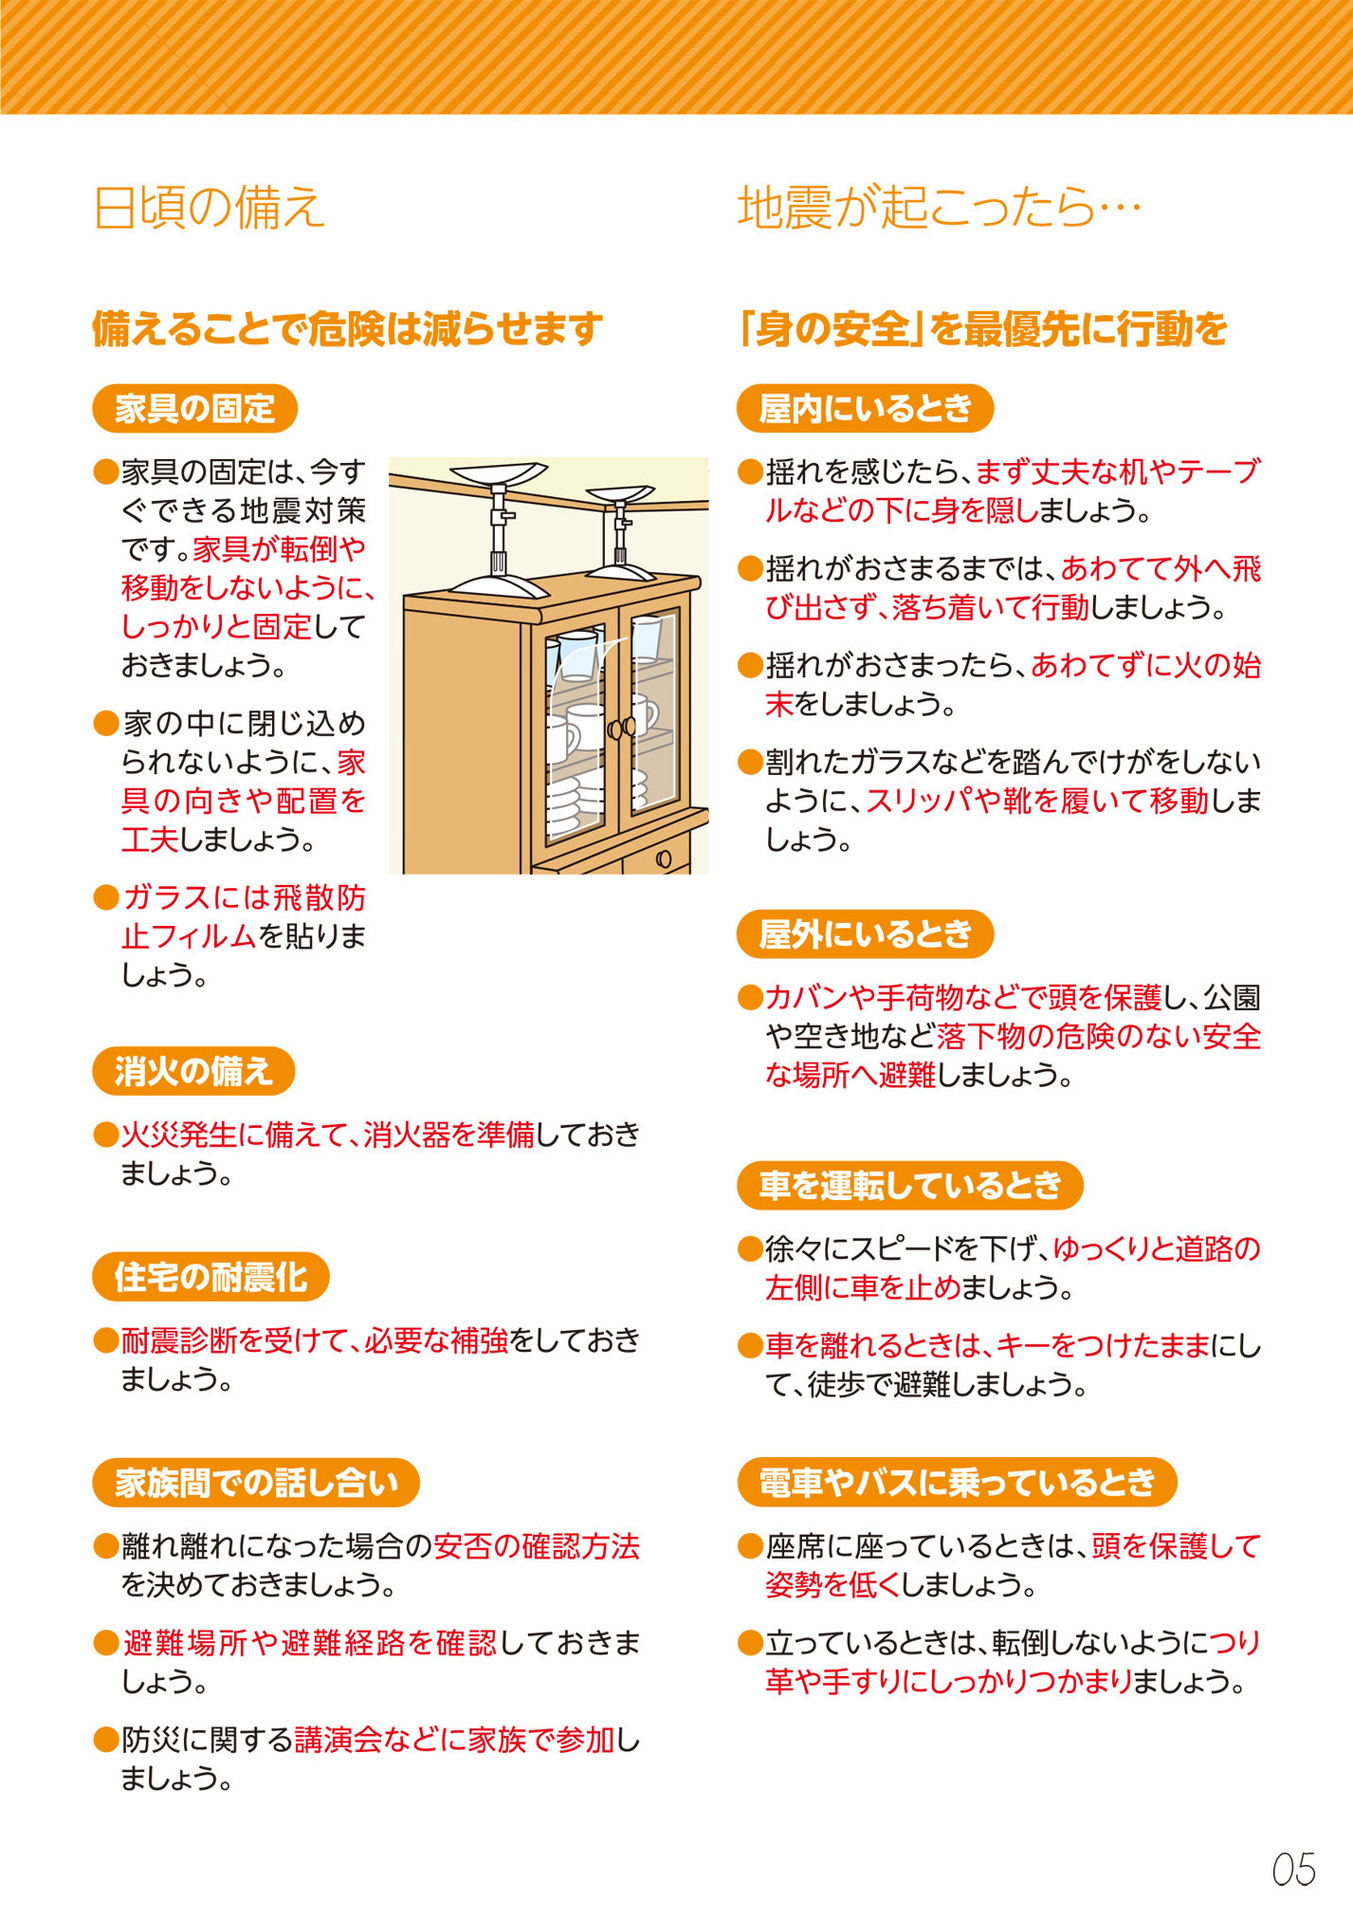 日頃の備え
備えることで危険は減らせます
家具の固定
●家具の固定は、今す
ぐできる地震対策
です。家具が転倒や
移動をしないように、
しっかりと固定して
おきましょう。
●家の中に閉じ込め
られないように、家
具の向きや配置を
工夫しましょう。
●ガラスには飛散防
止フィルムを貼りま
しょう。
消火の備え
●火災発生に備えて、消火器を準備しておき
ましょう。
住宅の耐震化
●耐震診断を受けて、必要な補強をしておき
ましょう。
家族間での話し合い
●離れ離れになった場合の安否の確認方法
を決めておきましょう。
●避難場所や避難経路を確認しておきま
しょう。
●防災に関する講演会などに家族で参加し
ましょう。
地震が起こったら…
「身の安全」を最優先に行動を
屋内にいるとき
●揺れを感じたら、まず丈夫な机やテーブ
ルなどの下に身を隠しましょう。
●揺れがおさまるまでは、あわてて外へ飛
び出さず、落ち着いて行動しましょう。
●揺れがおさまったら、あわてずに火の始
末をしましょう。
●割れたガラスなどを踏んでけがをしない
ように、スリッパや靴を履いて移動しま
しょう。
屋外にいるとき
●カバンや手荷物などで頭を保護し、公園
や空き地など落下物の危険のない安全
な場所へ避難しましょう。
車を運転しているとき
●徐々にスピードを下げ、ゆっくりと道路の
左側に車を止めましょう。
●車を離れるときは、キーをつけたままにし
て、徒歩で避難しましょう。
電車やバスに乗っているとき
●座席に座っているときは、頭を保護して
姿勢を低くしましょう。
●立っているときは、転倒しないようにつり
革や手すりにしっかりつかまりましょう。
05